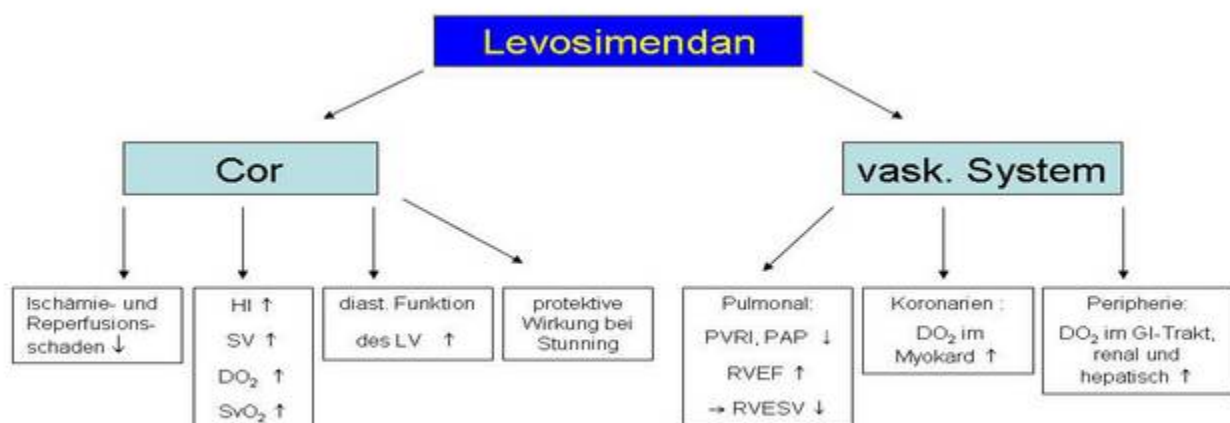 Levosimendan
Cor
vask. System
Ischämie- und
Reperfusions-
schaden ↓
HI ↑
SV ↑
DO₂ ↑
SvO₂ ↑
diast. Funktion
des LV ↑
protektive
Wirkung bei
Stunning
Pulmonal:
PVRI, PAP ↓
RVEF ↑
→ RVESV ↓
Koronarien :
DO₂ im
Myokard ↑
Peripherie:
DO₂ im GI-Trakt,
renal und
hepatisch ↑